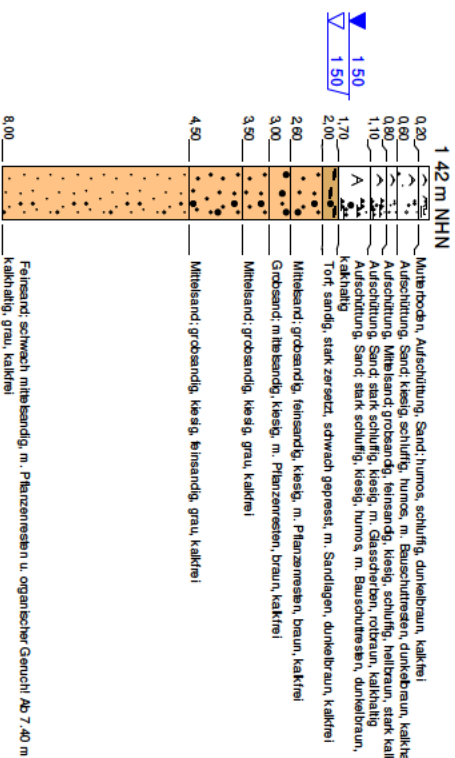 1 42 m NHN
1 50
1 50
0,20
0,60
0,80
1,10
1,70
2,00
2,60
3,00
3,50
4,50
8,00
Mutterboden, Aufschüttung, Sand; humos, schluffig, dunkelbraun, kalkfrei
Aufschüttung, Sand; kiesig, schluffig, humos, m. Bauschuttresten, dunkelbraun, kalkha
Aufschüttung, Mittelsand; grobsandig, feinsandig, kiesig, schluffig, hellbraun, stark kal
Aufschüttung, Sand; stark schluffig, kiesig, m. Glasscherben, rotbraun, kalkhaltig
Aufschüttung, Sand; stark schluffig, kiesig, humos, m. Bauschuttresten, dunkelbraun,
kalkhaltig
Torf; sandig, stark zersetzt, schwach gepresst, m. Sandlagen, dunkelbraun, kalkfrei
Mittelsand; grobsandig, feinsandig, kiesig, m. Pflanzenresten, braun, kalkfrei
Grobsand; mittelsandig, kiesig, m. Pflanzenresten, braun, kalkfrei
Mittelsand; grobsandig, kiesig, grau, kalkfrei
Mittelsand; grobsandig, kiesig, feinsandig, grau, kalkfrei
Feinsand; schwach mittelsandig, m. Pflanzenresten u. organischer Geruch! Ab 7.40 m
kalkhaltig, grau, kalkfrei
A